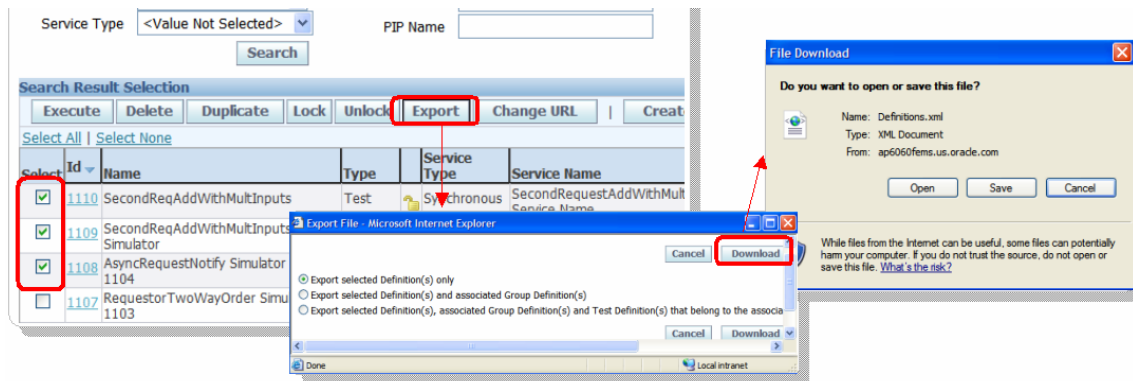 Service Type <Value Not Selected> PIP Name
Search
Search Result Selection
Execute Delete Duplicate Lock Unlock Export Change URL | Creat
Select All | Select None
Select Id Name Type Service Type Service Name
1110 SecondReqAddWithMultInputs Test Synchronous SecondRequestAddWithMult
Service Name
1109 SecondReqAddWithMultInputs
Simulator
1108 AsyncRequestNotify Simulator
1104
1107 RequestorTwoWayOrder Simu
1103
Export File - Microsoft Internet Explorer
Cancel Download
Export selected Definition(s) only
Export selected Definition(s) and associated Group Definition(s)
Export selected Definition(s), associated Group Definition(s) and Test Definition(s) that belong to the associa
Cancel Download
Done Local intranet
File Download
Do you want to open or save this file?
Name: Definitions.xml
Type: XML Document
From: ap6060fems.us.oracle.com
Open Save Cancel
While files from the Internet can be useful, some files can potentially
harm your computer. If you do not trust the source, do not open or
save this file. What's the risk?